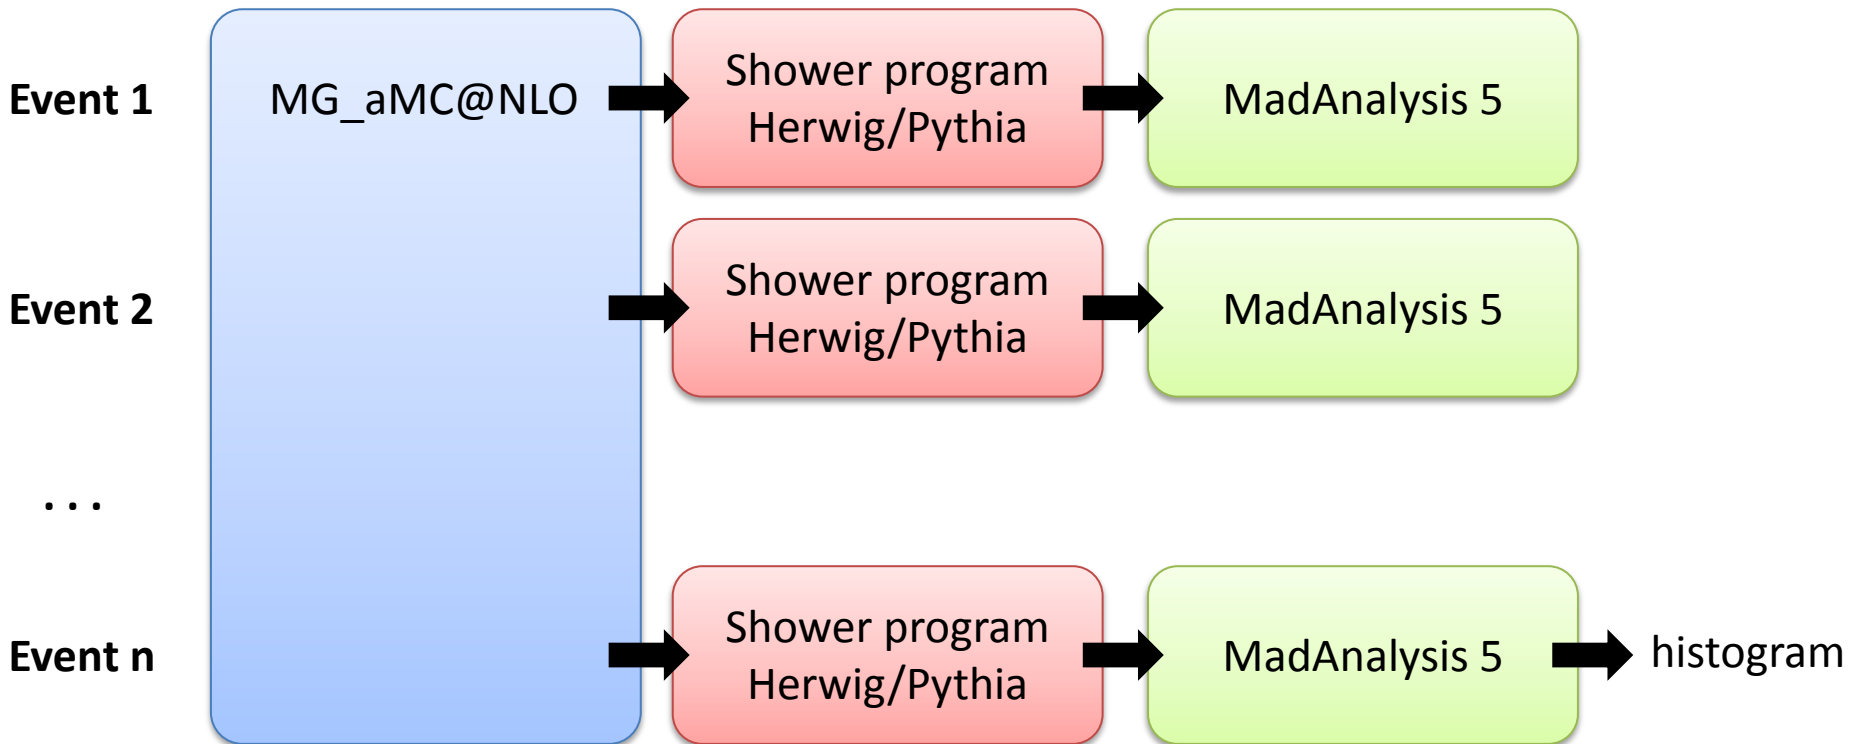 Event 1
MG_aMC@NLO
Shower program
Herwig/Pythia
MadAnalysis 5
Event 2
Shower program
Herwig/Pythia
MadAnalysis 5
...
Event n
Shower program
Herwig/Pythia
MadAnalysis 5
histogram